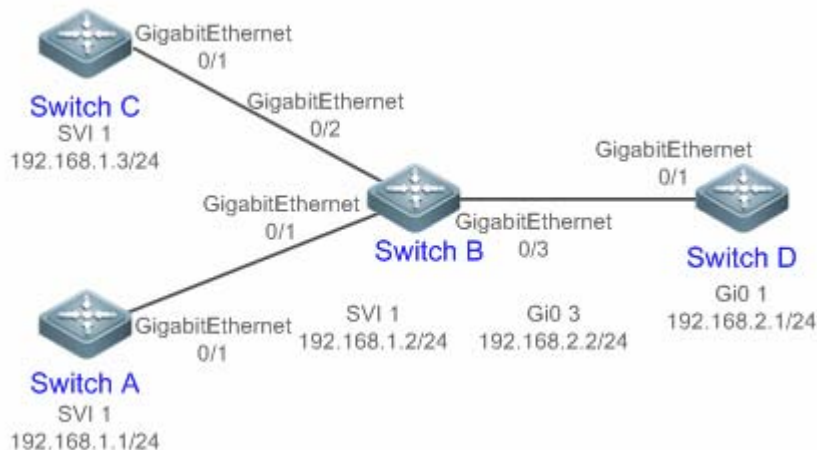 GigabitEthernet
0/1
Switch C
SVI 1
192.168.1.3/24
GigabitEthernet
0/2
GigabitEthernet
0/1
GigabitEthernet
0/1
Switch B
GigabitEthernet
0/3
Switch D
Gi0 1
192.168.2.1/24
SVI 1
192.168.1.2/24
Gi0 3
192.168.2.2/24
GigabitEthernet
0/1
Switch A
SVI 1
192.168.1.1/24